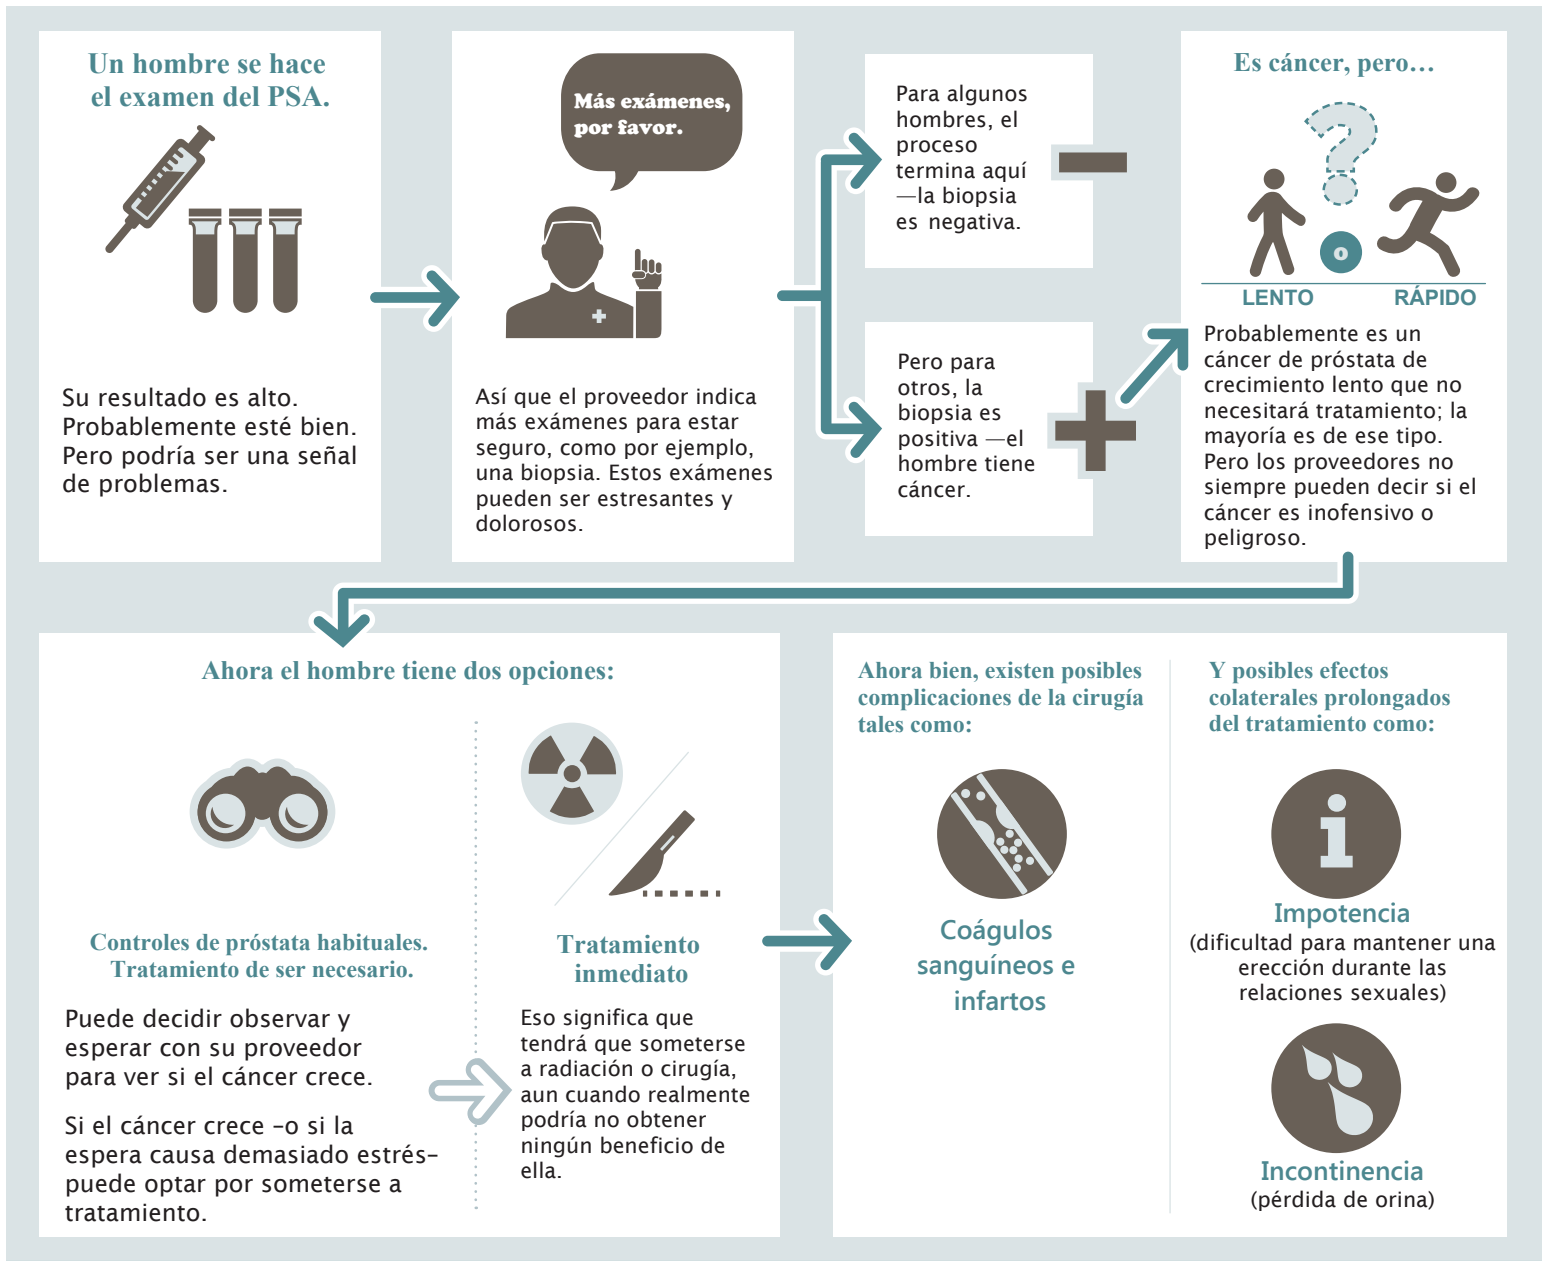 Un hombre se hace
el examen del PSA.
Su resultado es alto.
Probablemente esté bien.
Pero podría ser una señal
de problemas.
Más exámenes,
por favor.
Así que el proveedor indica
más exámenes para estar
seguro, como por ejemplo,
una biopsia. Estos exámenes
pueden ser estresantes y
dolorosos.
Para algunos
hombres, el
proceso
termina aquí
—la biopsia
es negativa.
Pero para
otros, la
biopsia es
positiva —el
hombre tiene
cáncer.
Es cáncer, pero…
o
LENTO RÁPIDO
Probablemente es un
cáncer de próstata de
crecimiento lento que no
necesitará tratamiento; la
mayoría es de ese tipo.
Pero los proveedores no
siempre pueden decir si el
cáncer es inofensivo o
peligroso.
Ahora el hombre tiene dos opciones:
Controles de próstata habituales.
Tratamiento de ser necesario.
Puede decidir observar y
esperar con su proveedor
para ver si el cáncer crece.
Si el cáncer crece –o si la
espera causa demasiado estrés–
puede optar por someterse a
tratamiento.
Tratamiento
inmediato
Eso significa que
tendrá que someterse
a radiación o cirugía,
aun cuando realmente
podría no obtener
ningún beneficio de
ella.
Ahora bien, existen posibles
complicaciones de la cirugía
tales como:
Coágulos
sanguíneos e
infartos
Y posibles efectos
colaterales prolongados
del tratamiento como:
Impotencia
(dificultad para mantener una
erección durante las
relaciones sexuales)
Incontinencia
(pérdida de orina)